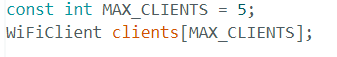 const int MAX_CLIENTS = 5;
WiFiClient clients[MAX_CLIENTS];